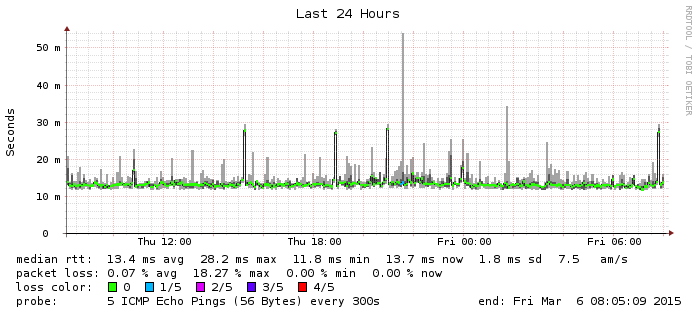 Last 24 Hours
RRDTOOL / TOBI OETIKER
Seconds
50 m
40 m
30 m
20 m
10 m
0
Thu 12:00 Thu 18:00 Fri 00:00 Fri 06:00
median rtt: 13.4 ms avg 28.2 ms max 11.8 ms min 13.7 ms now 1.8 ms sd 7.5 am/s
packet loss: 0.07 % avg 18.27 % max 0.00 % min 0.00 % now
loss color: 0 1/5 2/5 3/5 4/5
probe: 5 ICMP Echo Pings (56 Bytes) every 300s end: Fri Mar 6 08:05:09 2015